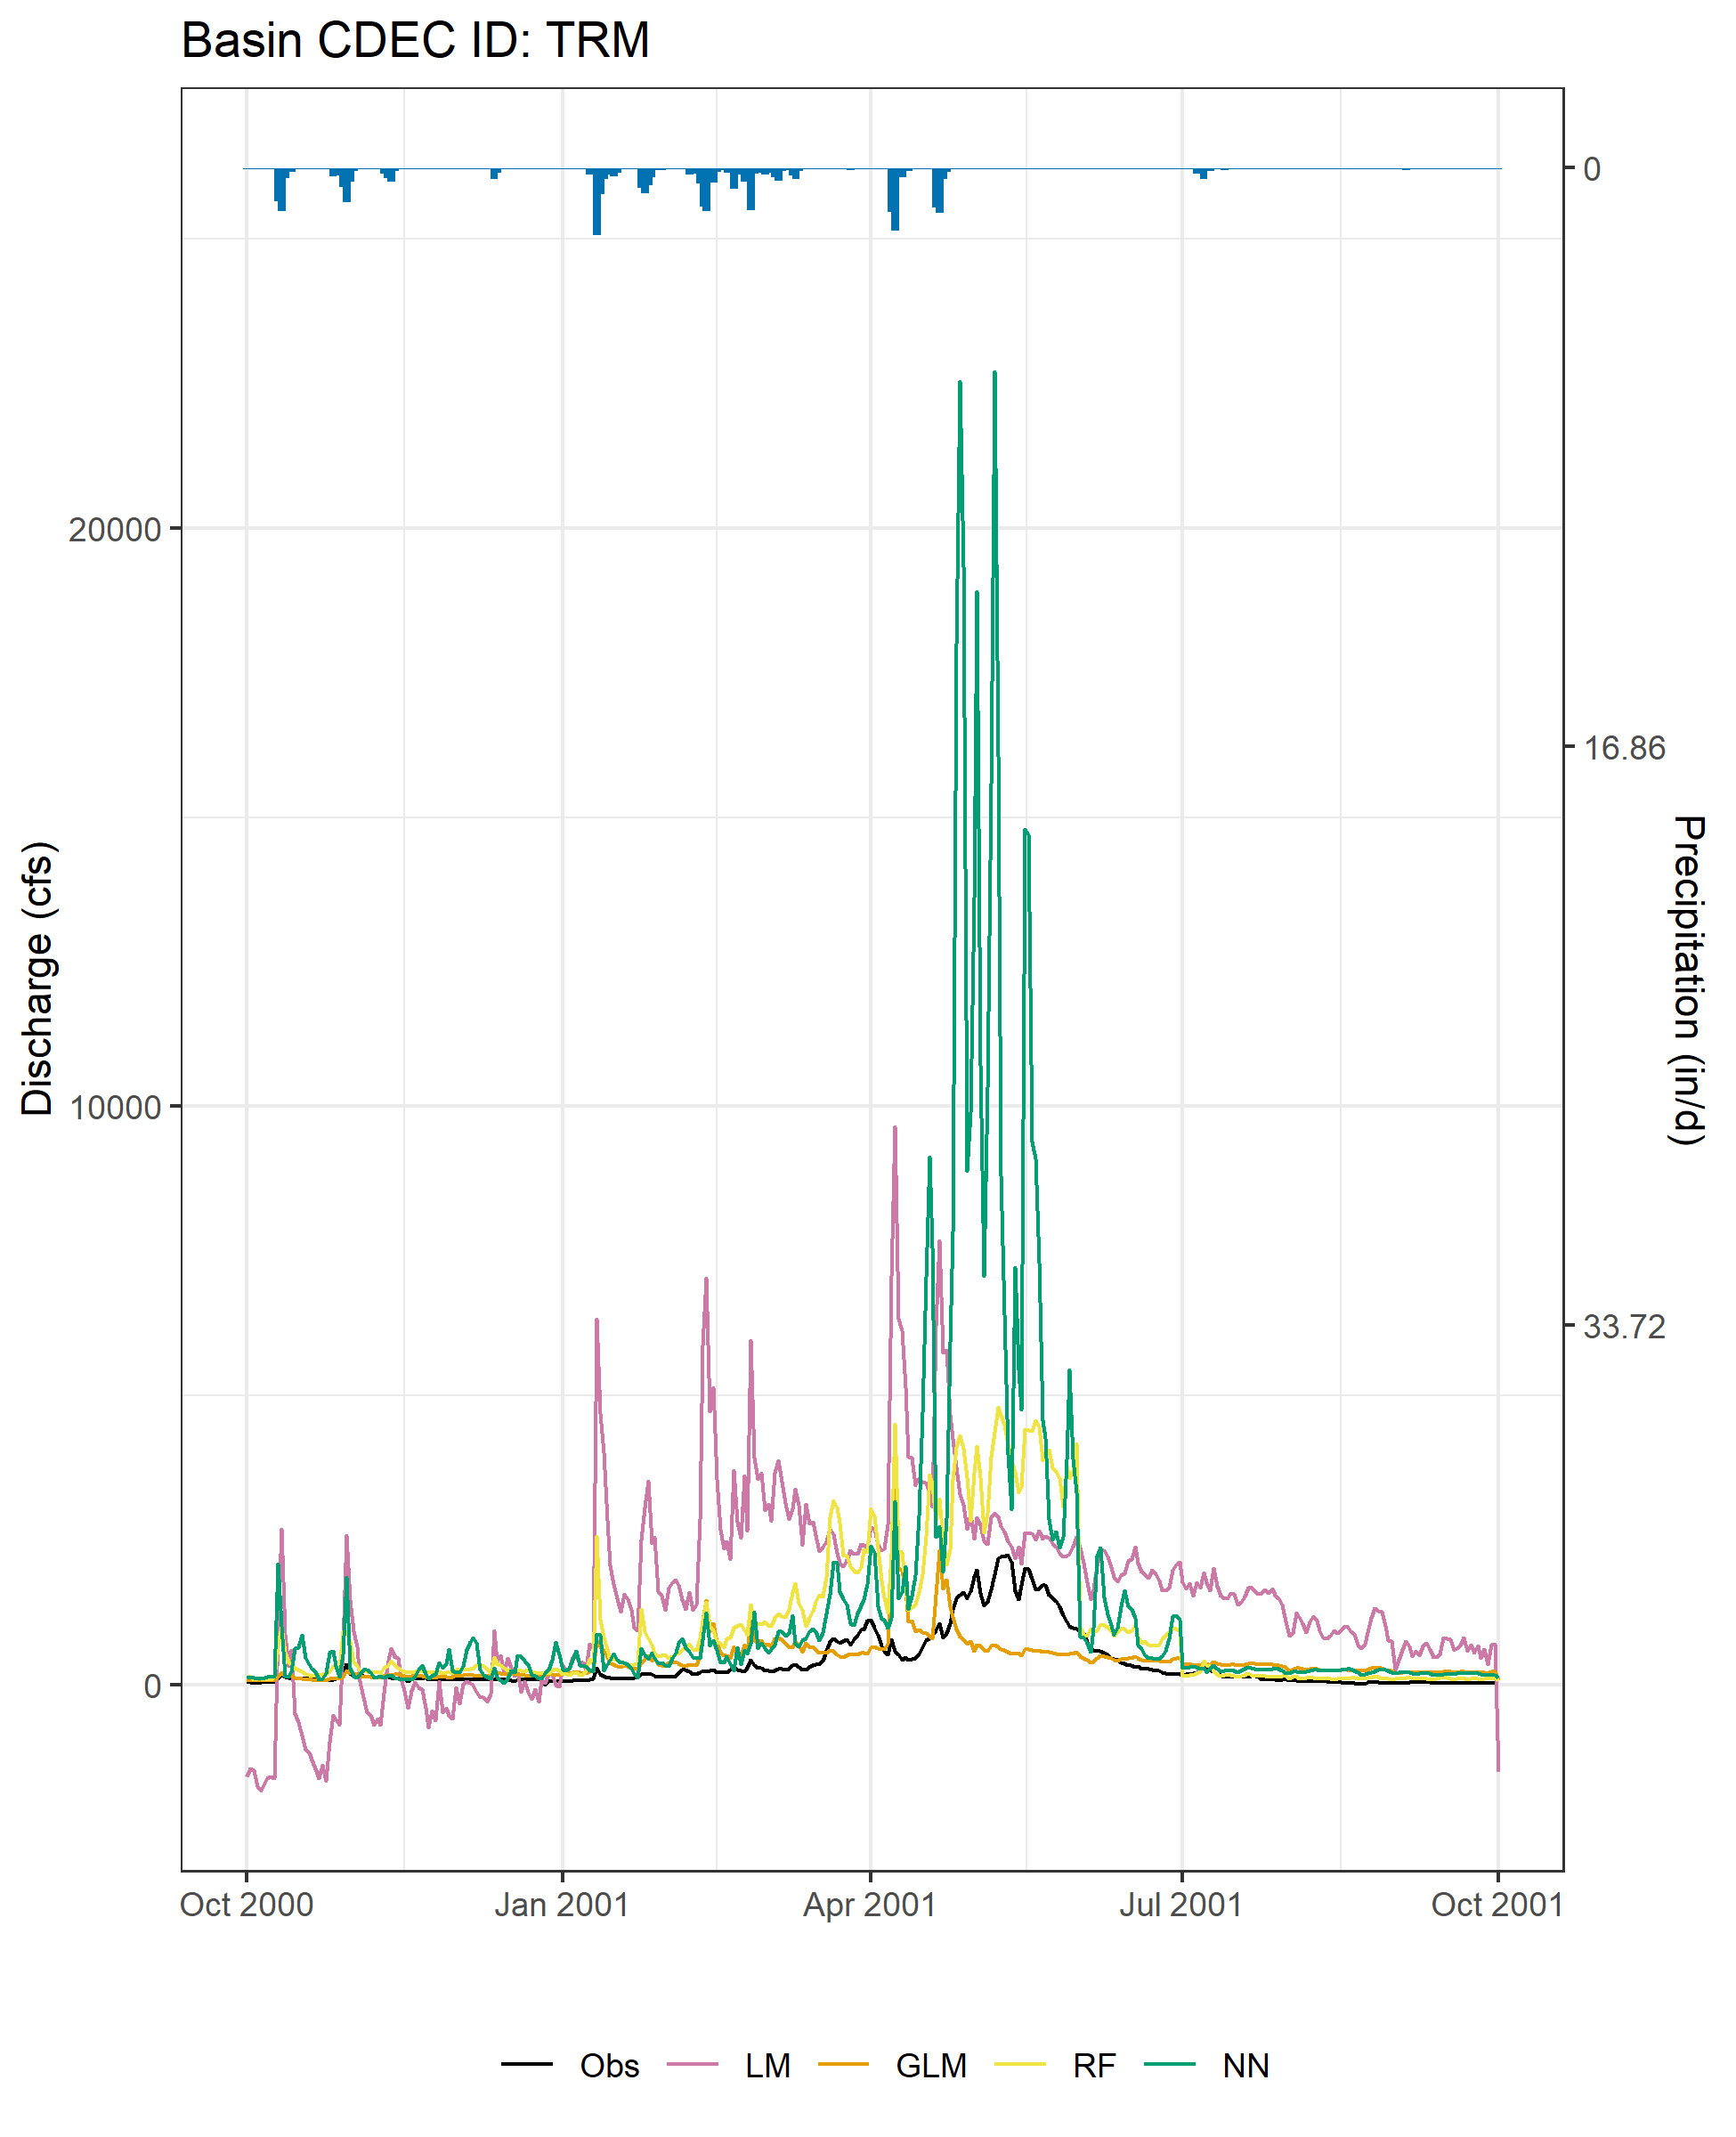 Basin CDEC ID: TRM
0
20000
16.86
Discharge (cfs)
Precipitation (in/d)
10000
33.72
0
Oct 2000 Jan 2001 Apr 2001 Jul 2001 Oct 2001
Obs LM GLM RF NN